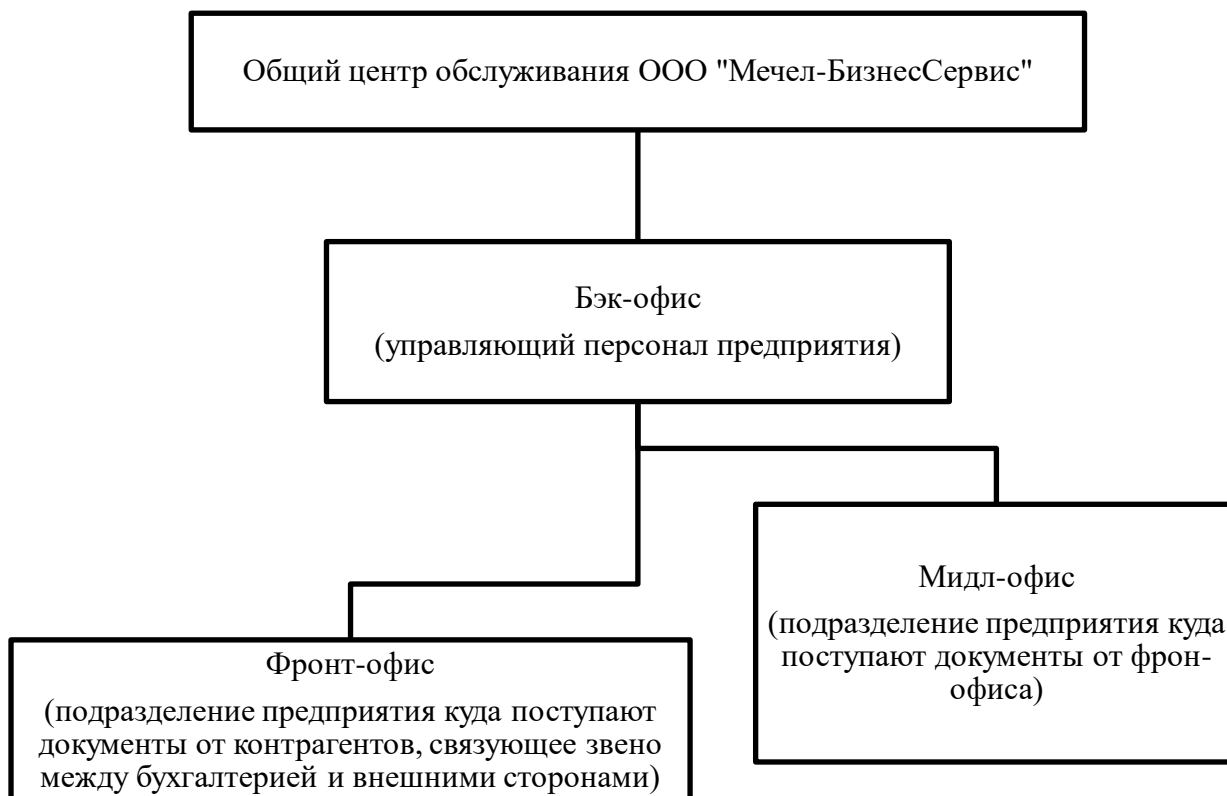 Общий центр обслуживания ООО "Мечел-БизнесСервис"
Бэк-офис
(управляющий персонал предприятия)
Мидл-офис
(подразделение предприятия куда
поступают документы от фрон-
офиса)
Фронт-офис
(подразделение предприятия куда поступают
документы от контрагентов, связующее звено
между бухгалтерией и внешними сторонами)